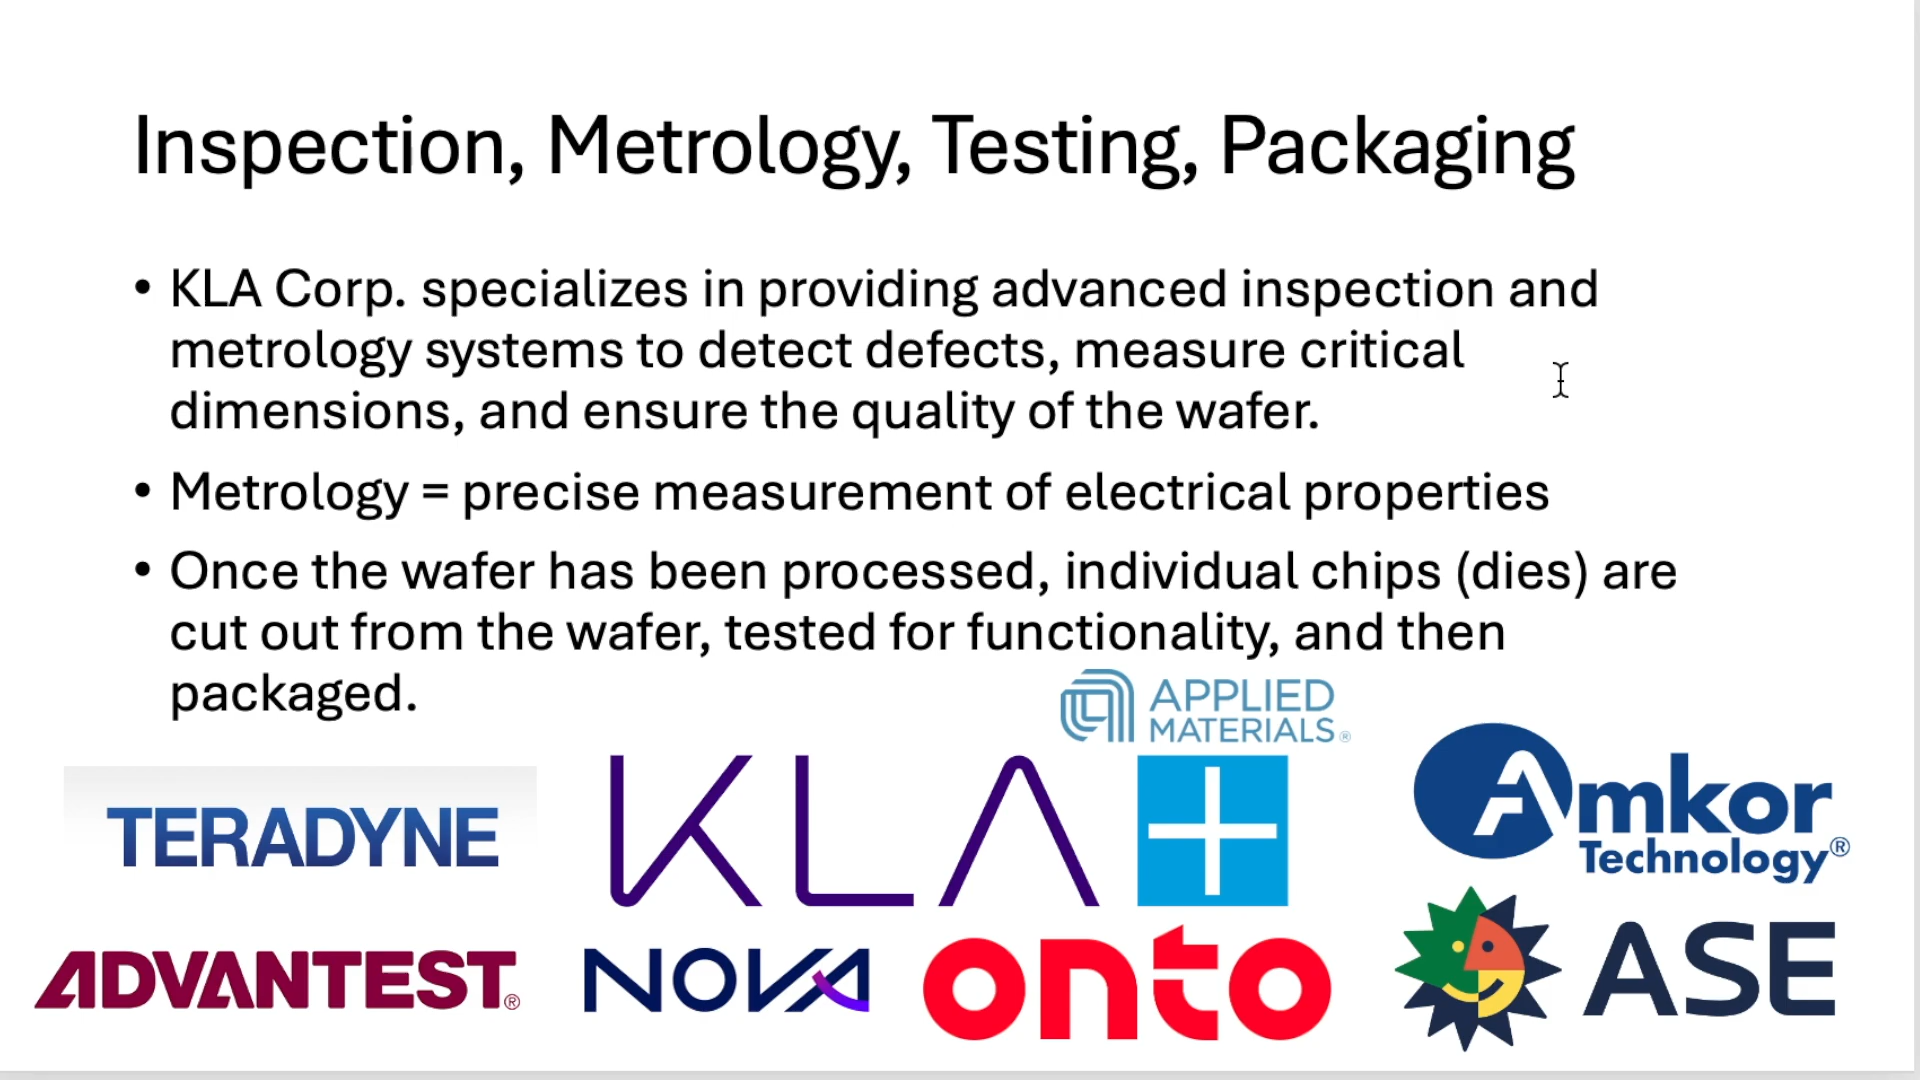 Inspection, Metrology, Testing, Packaging
• KLA Corp. specializes in providing advanced inspection and
metrology systems to detect defects, measure critical
dimensions, and ensure the quality of the wafer.
• Metrology = precise measurement of electrical properties
• Once the wafer has been processed, individual chips (dies) are
cut out from the wafer, tested for functionality, and then
packaged.
APPLIED
MATERIALS®
TERADYNE
KLA+
Amkor
Technology®
ADVANTEST®
NOVA
onto
ASE